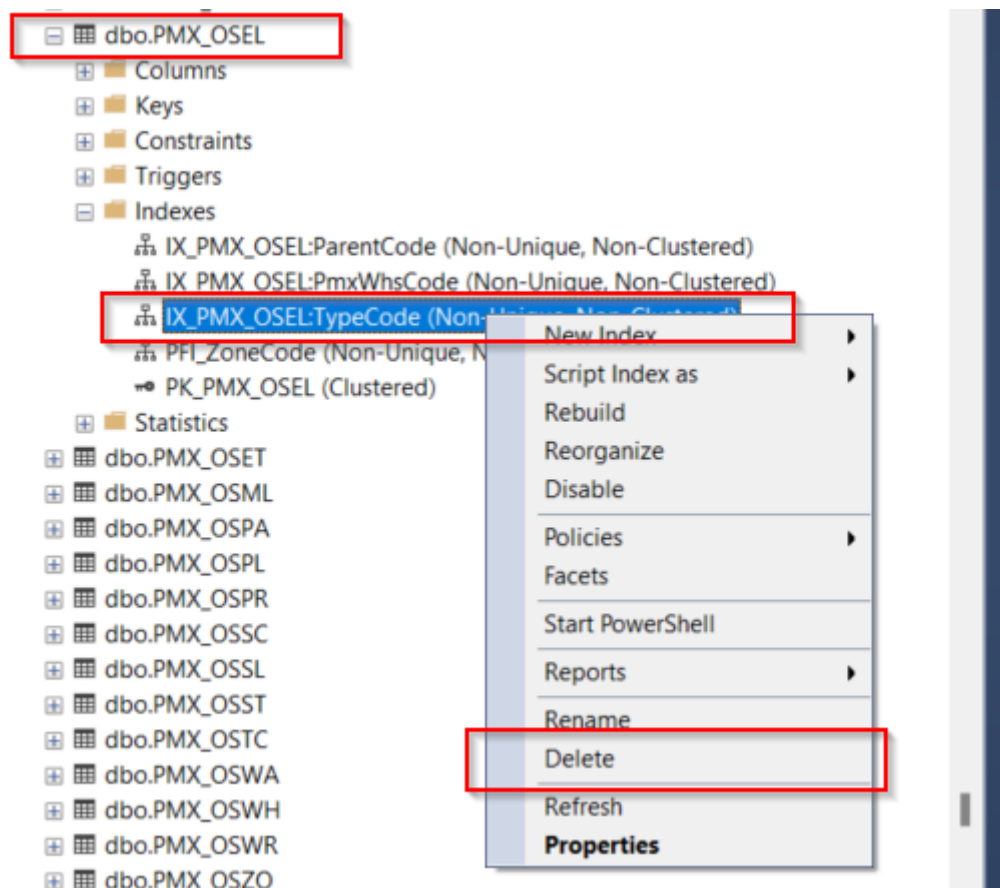 dbo.PMX_OSEL
Columns
Keys
Constraints
Triggers
Indexes
IX_PMX_OSEL:ParentCode (Non-Unique, Non-Clustered)
IX_PMX_OSEL:PmxWhsCode (Non-Unique, Non-Clustered)
IX_PMX_OSEL:TypeCode (Non-Unique, Non-Clustered)
PFI_ZoneCode (Non-Unique, N
PK_PMX_OSEL (Clustered)
Statistics
dbo.PMX_OSET
dbo.PMX_OSML
dbo.PMX_OSPA
dbo.PMX_OSPL
dbo.PMX_OSPR
dbo.PMX_OSSC
dbo.PMX_OSSL
dbo.PMX_OSST
dbo.PMX_OSTC
dbo.PMX_OSWA
dbo.PMX_OSWH
dbo.PMX_OSWR
dbo.PMX_OSZO
New Index
Script Index as
Rebuild
Reorganize
Disable
Policies
Facets
Start PowerShell
Reports
Rename
Delete
Refresh
Properties